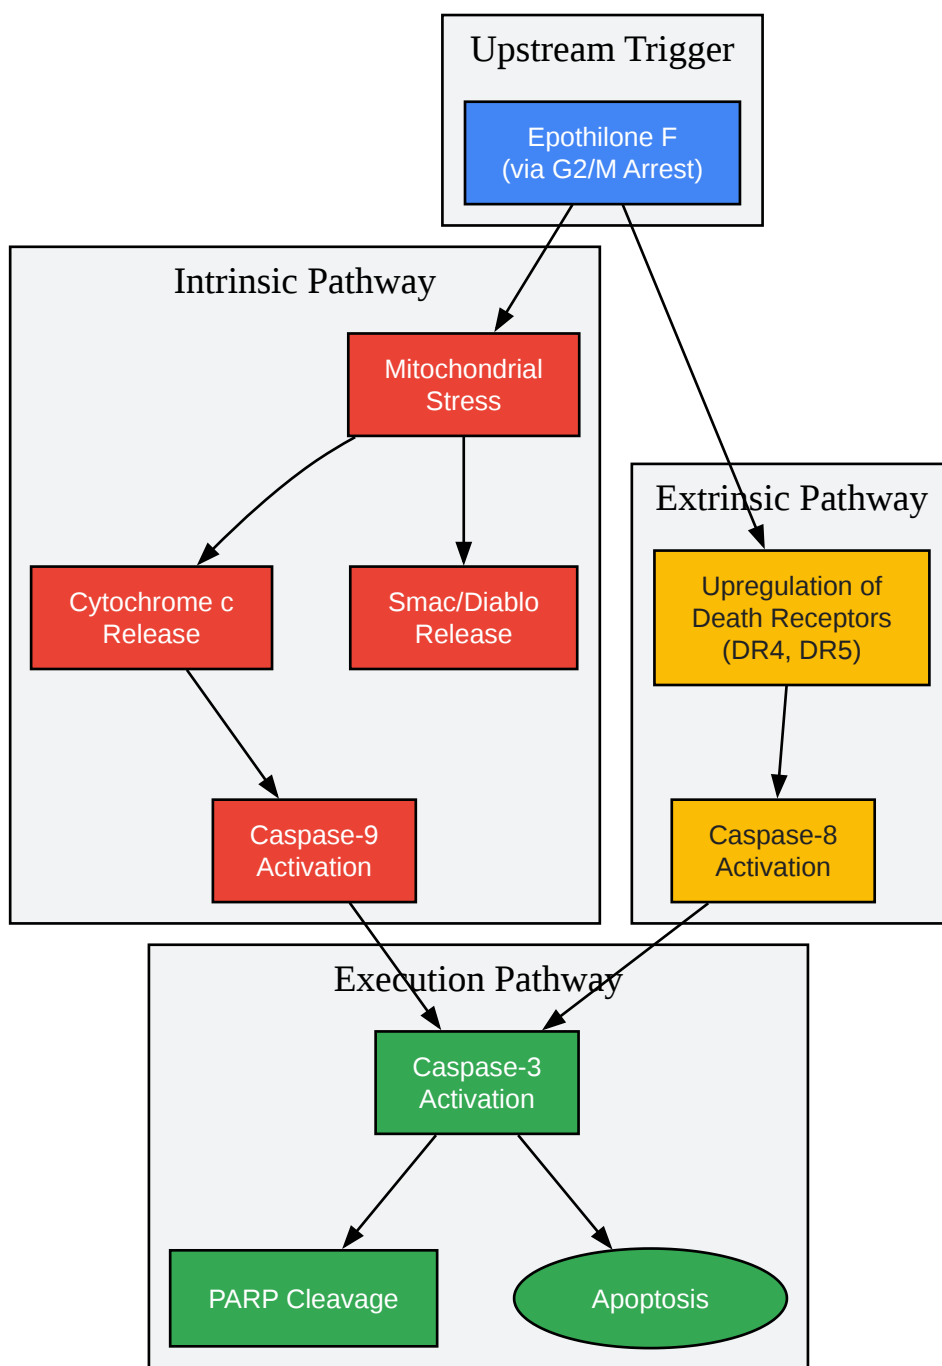 Upstream Trigger
Epothilone F
(via G2/M Arrest)
Intrinsic Pathway
Mitochondrial
Stress
Extrinsic Pathway
Cytochrome c
Release
Smac/Diablo
Release
Upregulation of
Death Receptors
(DR4, DR5)
Caspase-9
Activation
Caspase-8
Activation
Execution Pathway
Caspase-3
Activation
PARP Cleavage
Apoptosis